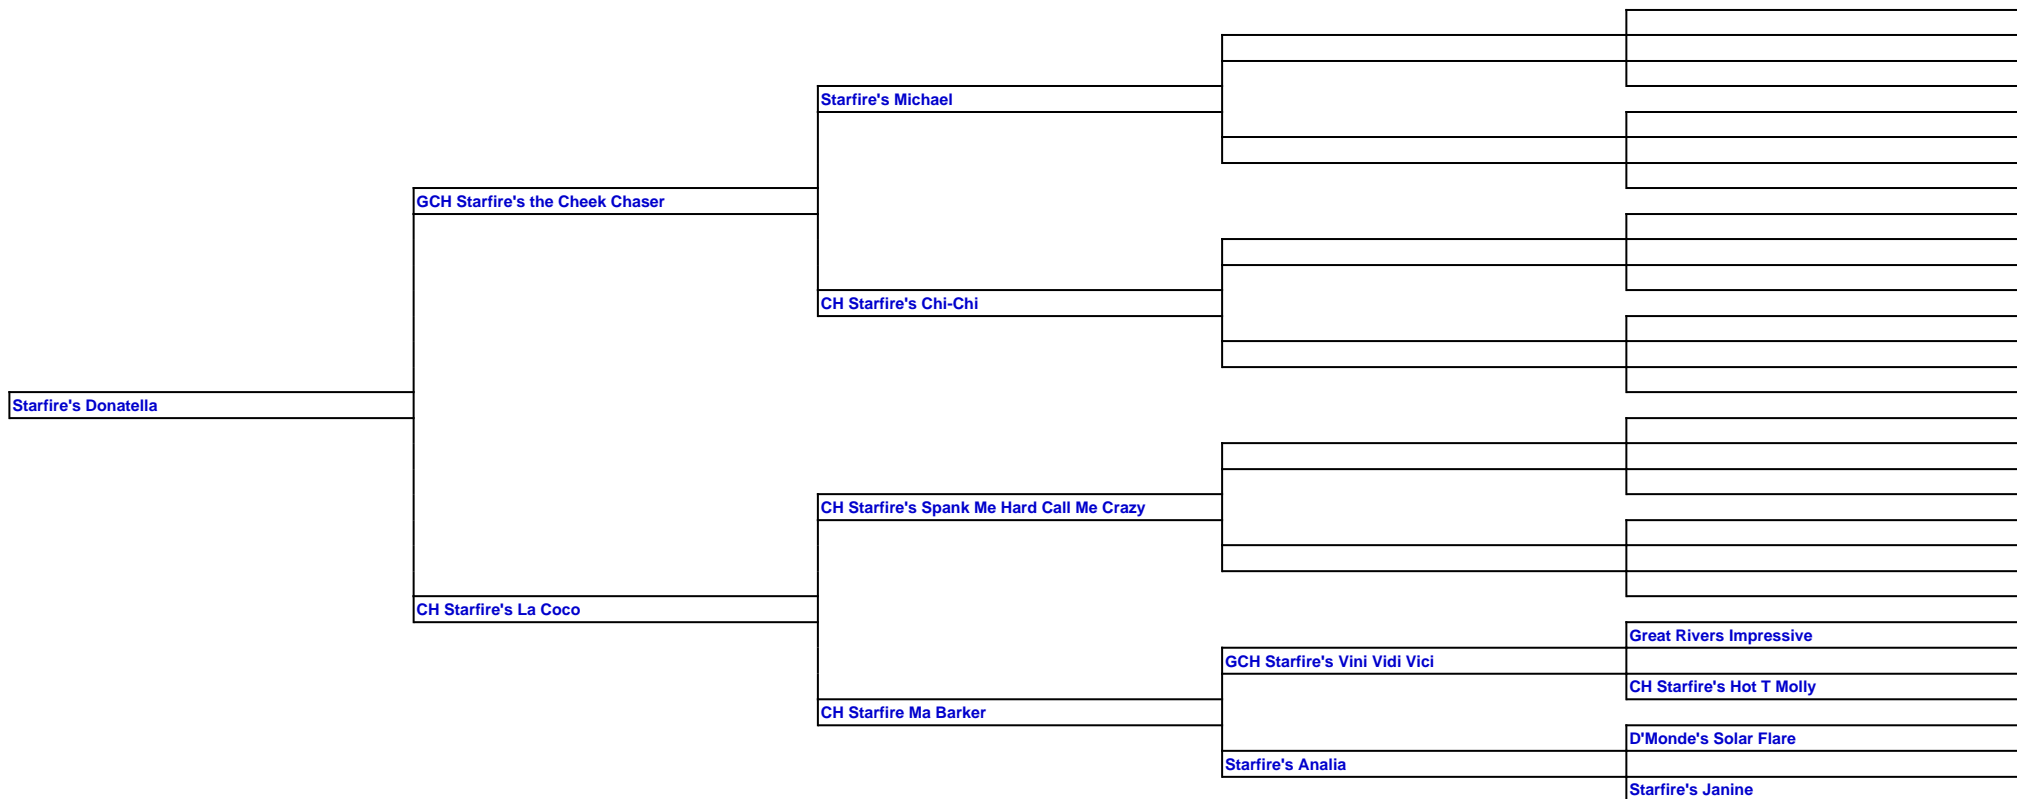 Starfire's Michael
GCH Starfire's the Cheek Chaser
CH Starfire's Chi-Chi
Starfire's Donatella
CH Starfire's Spank Me Hard Call Me Crazy
CH Starfire's La Coco
Great Rivers Impressive
GCH Starfire's Vini Vidi Vici
CH Starfire's Hot T Molly
CH Starfire Ma Barker
D'Monde's Solar Flare
Starfire's Analia
Starfire's Janine